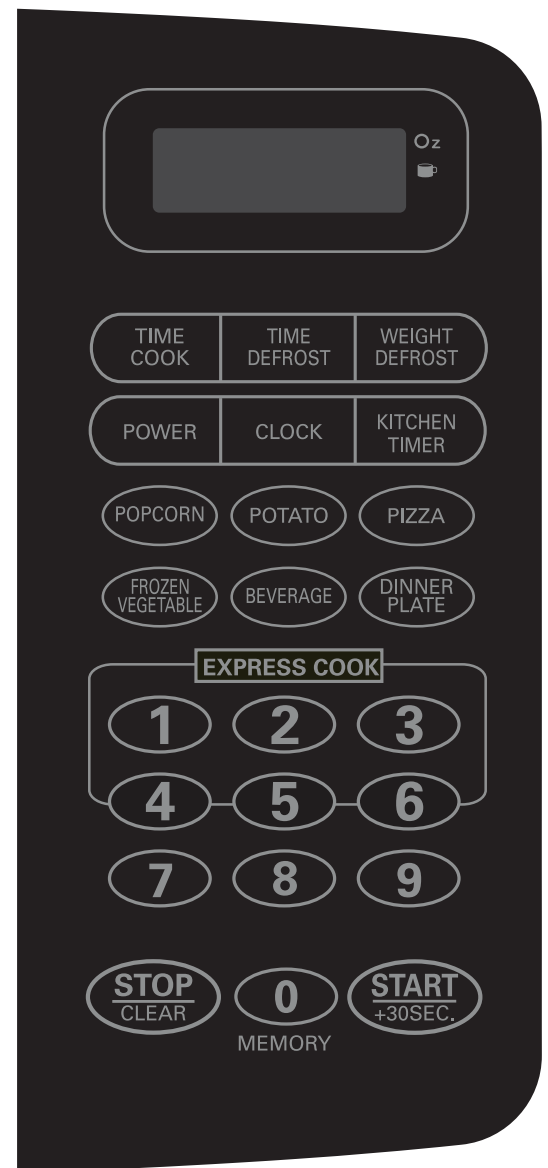 Oz
TIME
COOK
TIME
DEFROST
WEIGHT
DEFROST
POWER
CLOCK
KITCHEN
TIMER
POPCORN
POTATO
PIZZA
FROZEN
VEGETABLE
BEVERAGE
DINNER
PLATE
EXPRESS COOK
1
2
3
4
5
6
7
8
9
STOP
CLEAR
0
MEMORY
START
+30SEC.